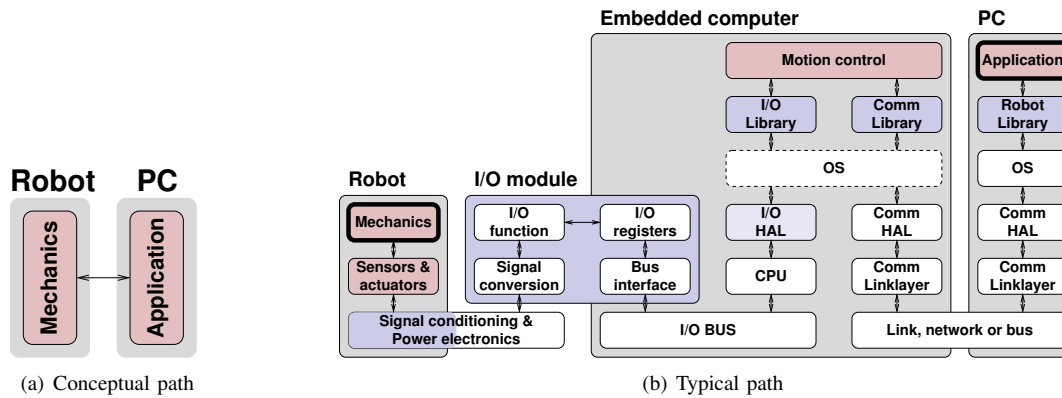 Robot PC
Mechanics
Application
(a) Conceptual path
Embedded computer
PC
Motion control
Application
I/O
Library
Comm
Library
Robot
Library
OS
OS
Robot
I/O module
Mechanics
I/O
function
I/O
registers
I/O
HAL
Comm
HAL
Comm
HAL
Sensors &
actuators
Signal
conversion
Bus
interface
CPU
Comm
Linklayer
Comm
Linklayer
Signal conditioning &
Power electronics
I/O BUS
Link, network or bus
(b) Typical path